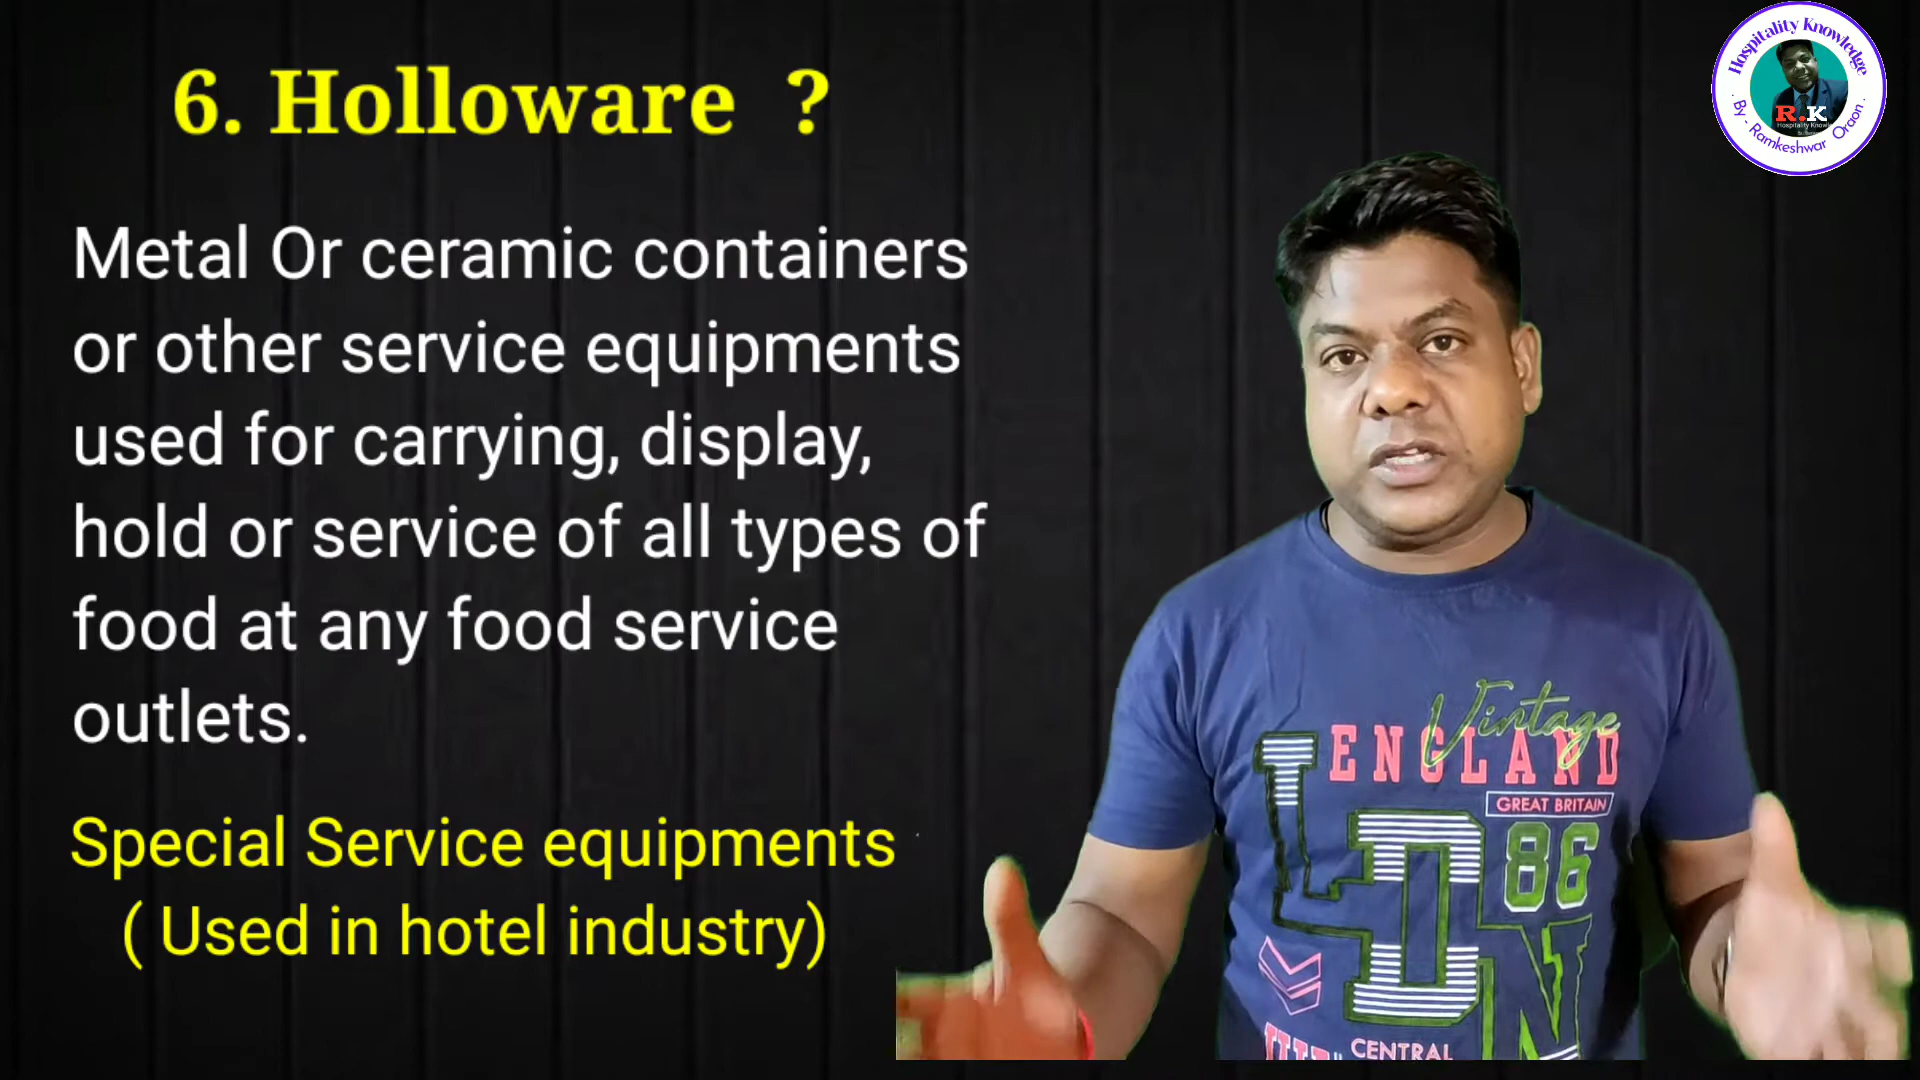 6. Holloware ?
Metal Or ceramic containers
or other service equipments
used for carrying, display,
hold or service of all types of
food at any food service
outlets.
Special Service equipments
( Used in hotel industry)
Hospitality Knowledge
R.K
By - Ramkeshwar Oraon .
Vintage
ENGLAND
GREAT BRITAIN
LDN
86
CENTRAL